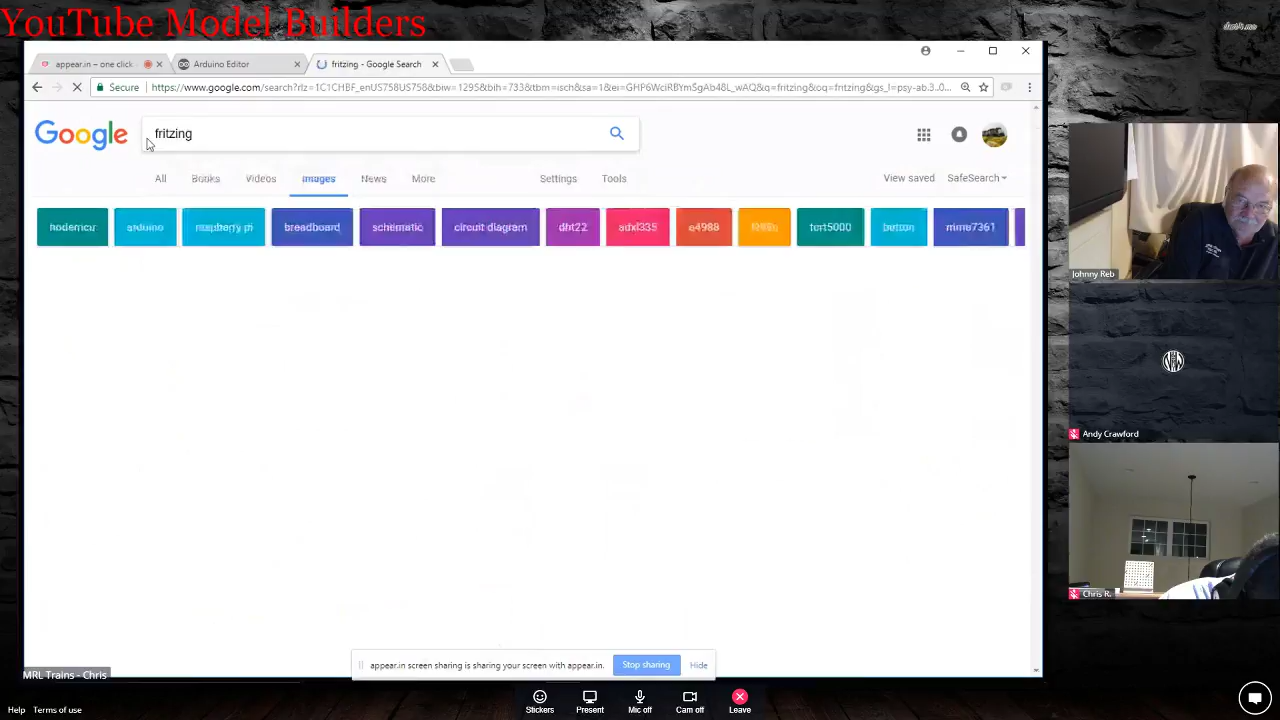 YouTube Model Builders
appear.in – one click
Arduino Editor
fritzing - Google Search
Secure
https://www.google.com/search?rlz=1C1CHBF_enUS758US758&biw=1295&bih=733&tbm=isch&sa=1&ei=GHP6WciRBYmSgAb48L_wAQ&q=fritzing&oq=fritzing&gs_l=psy-ab.3..0...
Google
fritzing
All
Books
Videos
Images
News
More
Settings
Tools
View saved
SafeSearch
nodemcu
arduino
raspberry pi
breadboard
schematic
circuit diagram
dht22
adxl335
a4988
tcrt5000
button
mma7361
Johnny Reb
Andy Crawford
Chris R.
appear.in screen sharing is sharing your screen with appear.in.
Stop sharing
Hide
MRL Trains - Chris
Help
Terms of use
Stickers
Present
Mic off
Cam off
Leave